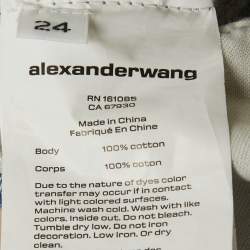 24
alexanderwang
RN 161085
CA 67930
Made in China
Fabriqué En Chine
Body 100% cotton
Corps 100% coton
Due to the nature of dyes color
transfer may occur if in contact
with light colored surfaces.
Machine wash cold. Wash with like
colors. Inside out. Do not bleach.
Tumble dry low. Do not iron
decoration. Low iron. Or dry
clean.